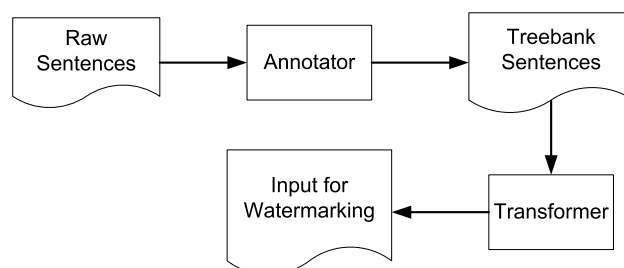 Raw
Sentences
Annotator
Treebank
Sentences
Transformer
Input for
Watermarking